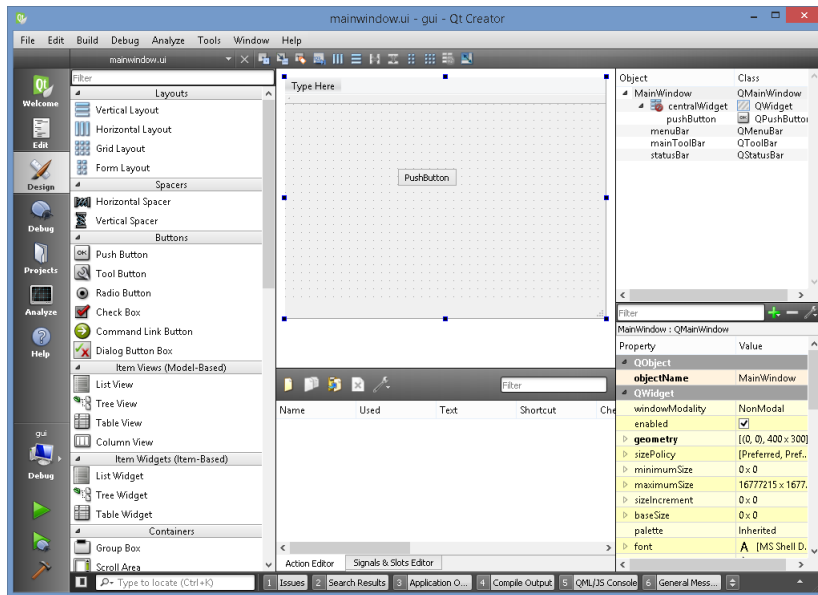 mainwindow.ui - gui - Qt Creator
File Edit Build Debug Analyze Tools Window Help
mainwindow.ui
Welcome
Edit
Design
Debug
Projects
Analyze
Help
gui
Debug
Filter
Layouts
Vertical Layout
Horizontal Layout
Grid Layout
Form Layout
Spacers
Horizontal Spacer
Vertical Spacer
Buttons
OK Push Button
Tool Button
Radio Button
Check Box
Command Link Button
Dialog Button Box
Item Views (Model-Based)
List View
Tree View
Table View
Column View
Item Widgets (Item-Based)
List Widget
Tree Widget
Table Widget
Containers
Group Box
Scroll Area
Type Here
PushButton
Filter
Name Used Text Shortcut Che
Action Editor Signals & Slots Editor
Object Class
MainWindow QMainWindow
centralWidget QWidget
pushButton QPushButton
menuBar QMenuBar
mainToolBar QToolBar
statusBar QStatusBar
Filter
MainWindow : QMainWindow
Property Value
QObject
objectName MainWindow
QWidget
windowModality NonModal
enabled
geometry [(0, 0), 400 x 300]
sizePolicy [Preferred, Pref..
minimumSize 0 x 0
maximumSize 16777215 x 1677.
sizeIncrement 0 x 0
baseSize 0 x 0
palette Inherited
font A [MS Shell D.
Type to locate (Ctrl+K)
1 Issues 2 Search Results 3 Application O... 4 Compile Output 5 QML/JS Console 6 General Mess...